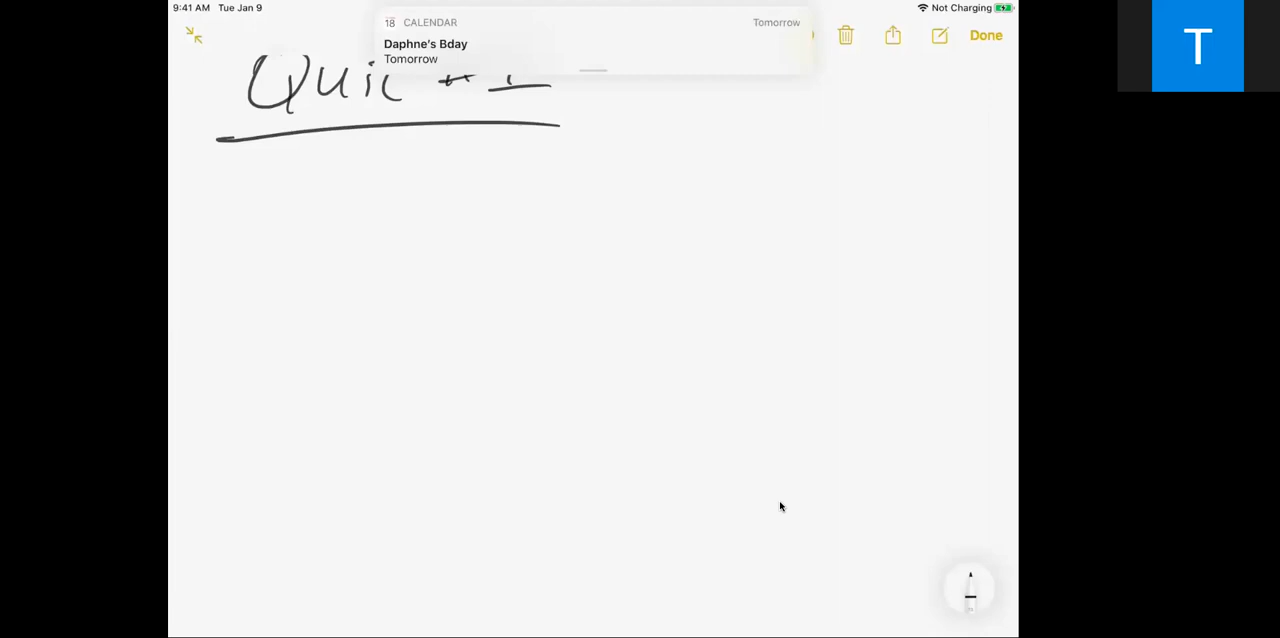 9:41 AM Tue Jan 9
Not Charging
18 CALENDAR Tomorrow
Daphne's Bday
Tomorrow
Done
T